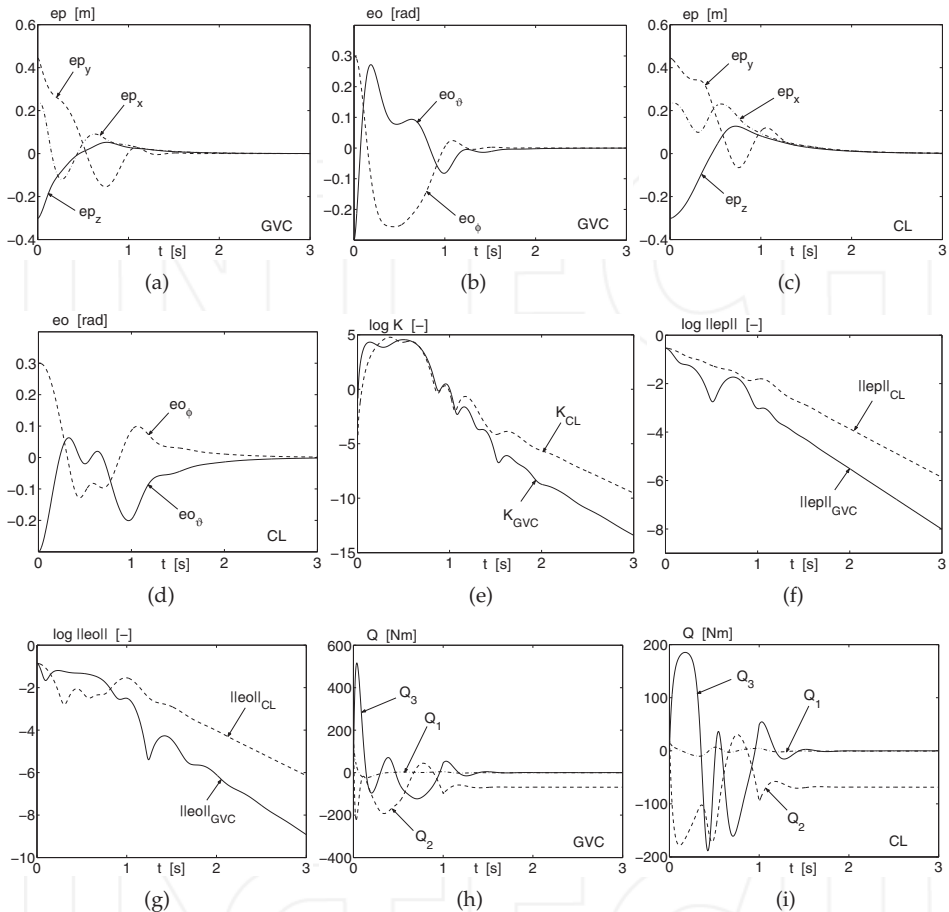 ep [m]
0.6
0.4
0.2
0
−0.2
−0.4
0
1
2
3
t [s]
ep_y
ep_x
ep_z
GVC
(a)
eo [rad]
0.3
0.2
0.1
0
−0.1
−0.2
0
1
2
3
t [s]
eo_ϑ
eo_ϕ
GVC
(b)
ep [m]
0.6
0.4
0.2
0
−0.2
−0.4
0
1
2
3
t [s]
ep_y
ep_x
ep_z
CL
(c)
eo [rad]
0.3
0.2
0.1
0
−0.1
−0.2
0
1
2
3
t [s]
eo_ϕ
eo_ϑ
CL
(d)
log K [−]
5
0
−5
−10
−15
0
1
2
3
t [s]
K_CL
K_GVC
(e)
log ||ep|| [−]
0
−2
−4
−6
−8
0
1
2
3
t [s]
||ep||_CL
||ep||_GVC
(f)
log ||eo|| [−]
0
−2
−4
−6
−8
−10
0
1
2
3
t [s]
||eo||_CL
||eo||_GVC
(g)
Q [Nm]
600
400
200
0
−200
−400
0
1
2
3
t [s]
Q_3
Q_1
Q_2
GVC
(h)
Q [Nm]
200
100
0
−100
−200
0
1
2
3
t [s]
Q_3
Q_1
Q_2
CL
(i)